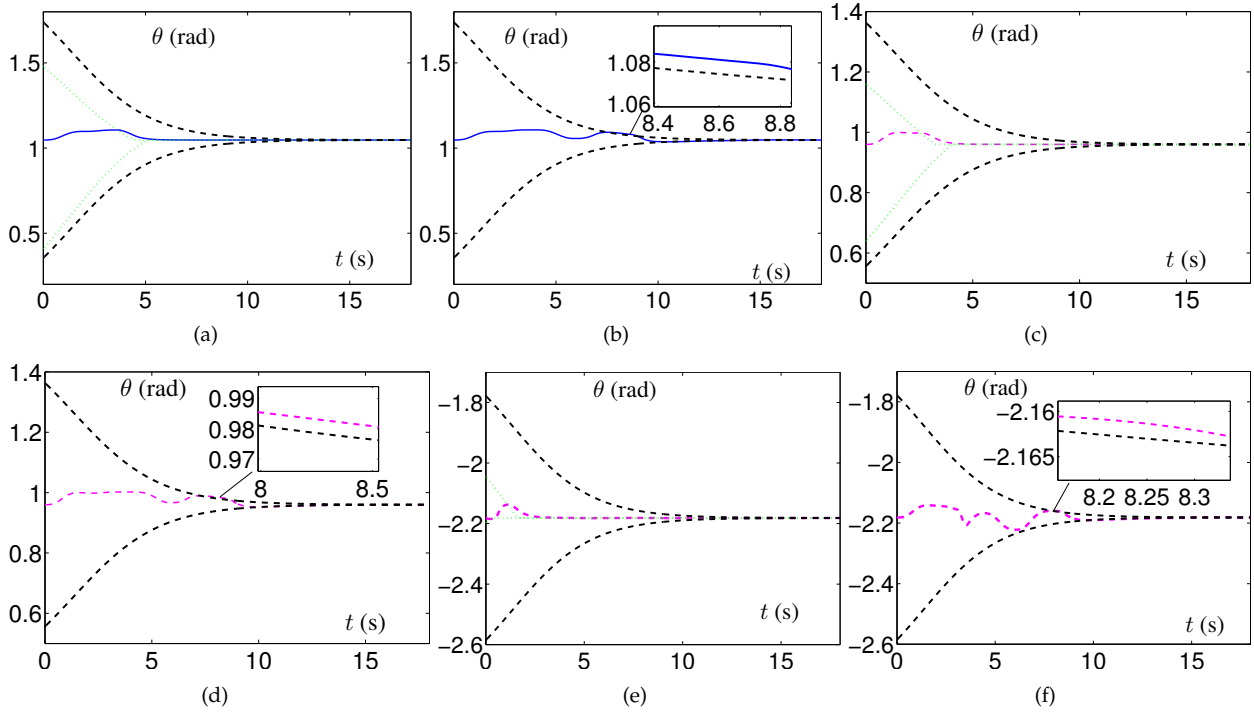 θ (rad)
1.5
1
0.5
t (s)
0 5 10 15
(a)
θ (rad)
1.5
1
0.5
1.08
1.06
8.4 8.6 8.8
t (s)
0 5 10 15
(b)
1.4
θ (rad)
1.2
1
0.8
0.6
t (s)
0 5 10 15
(c)
1.4
θ (rad)
1.2
1
0.8
0.6
0.99
0.98
0.97
8 8.5
t (s)
0 5 10 15
(d)
θ (rad)
−1.8
−2
−2.2
−2.4
−2.6
t (s)
0 5 10 15
(e)
θ (rad)
−1.8
−2
−2.2
−2.4
−2.6
−2.16
−2.165
8.2 8.25 8.3
t (s)
0 5 10 15
(f)